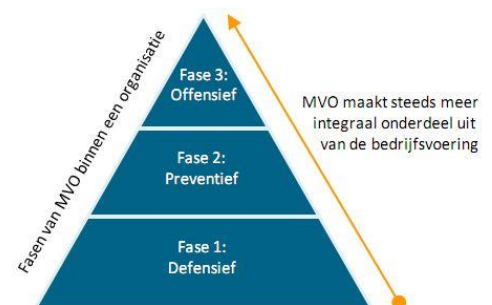 Fasen van MVO binnen een organisatie
Fase 3:
Offensief
Fase 2:
Preventief
Fase 1:
Defensief
MVO maakt steeds meer
integraal onderdeel uit
van de bedrijfsvoering